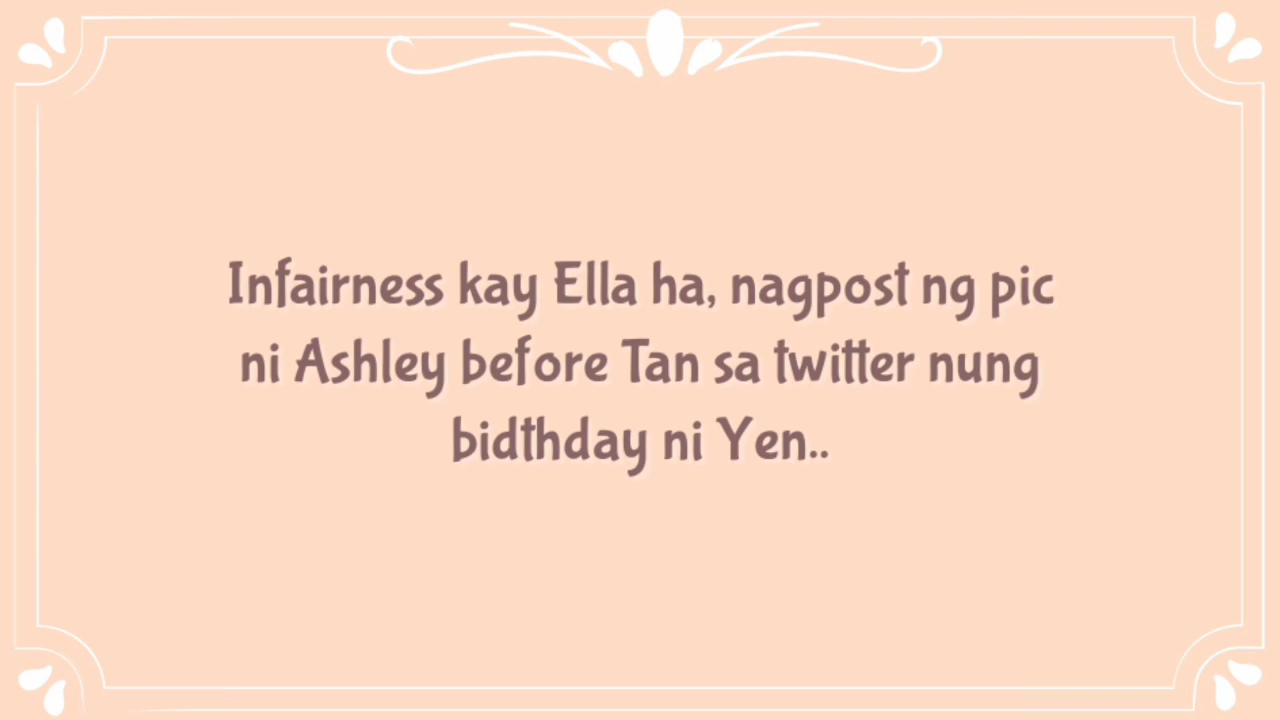 Infairness kay Ella ha, nagpost ng pic
ni Ashley before Tan sa twitter nung
bidthday ni Yen..